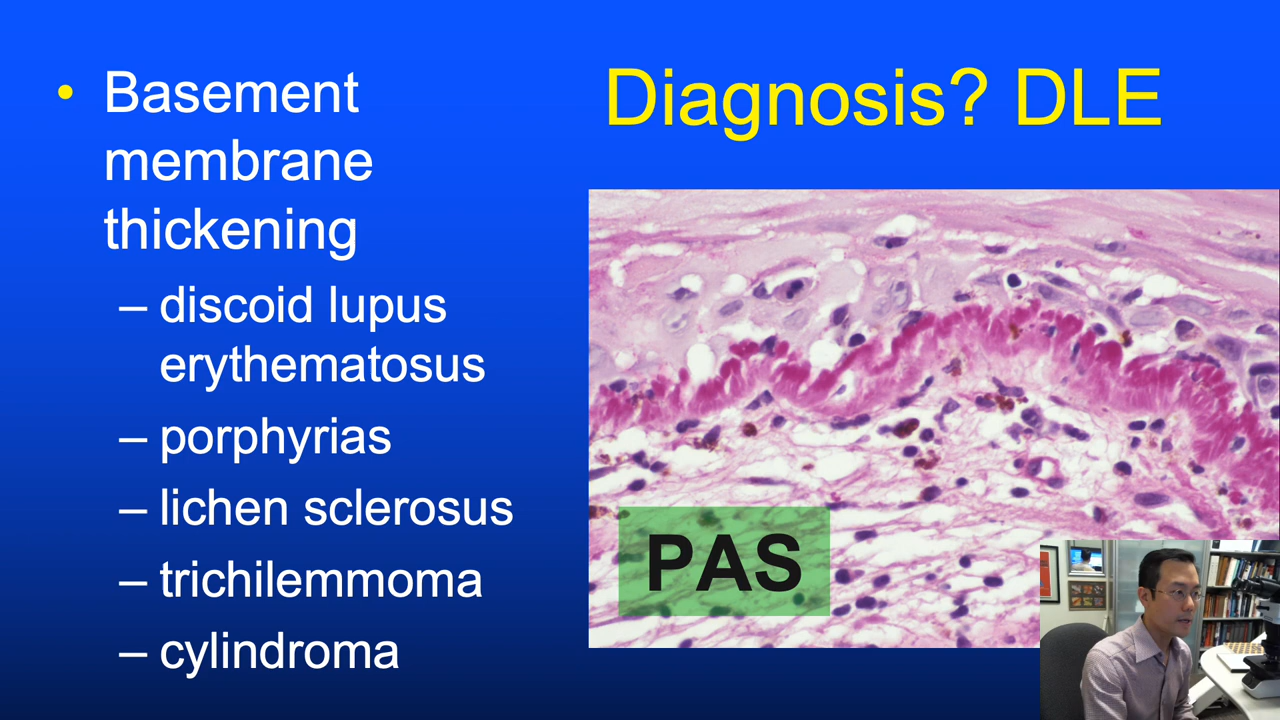 Diagnosis? DLE
• Basement
membrane
thickening
– discoid lupus
erythematosus
– porphyrias
– lichen sclerosus
– trichilemmoma
– cylindroma
PAS